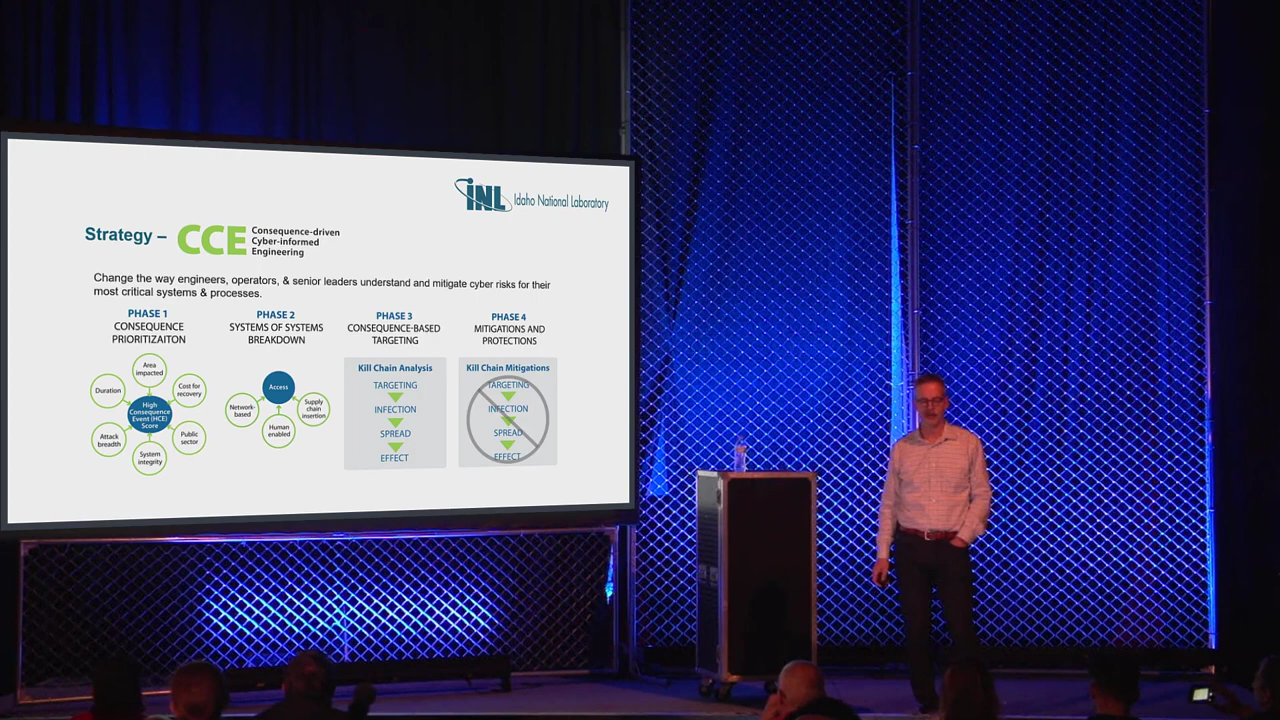 iNL Idaho National Laboratory
Strategy – CCE Consequence-driven
Cyber-informed
Engineering
Change the way engineers, operators, & senior leaders understand and mitigate cyber risks for their
most critical systems & processes.
PHASE 1
CONSEQUENCE
PRIORITIZAITON
Area
impacted
Duration
Cost for
recovery
High
Consequence
Event (HCE)
Score
Attack
breadth
Public
sector
System
integrity
PHASE 2
SYSTEMS OF SYSTEMS
BREAKDOWN
Access
Network-
based
Supply
chain
insertion
Human
enabled
PHASE 3
CONSEQUENCE-BASED
TARGETING
Kill Chain Analysis
TARGETING
INFECTION
SPREAD
EFFECT
PHASE 4
MITIGATIONS AND
PROTECTIONS
Kill Chain Mitigations
TARGETING
INFECTION
SPREAD
EFFECT